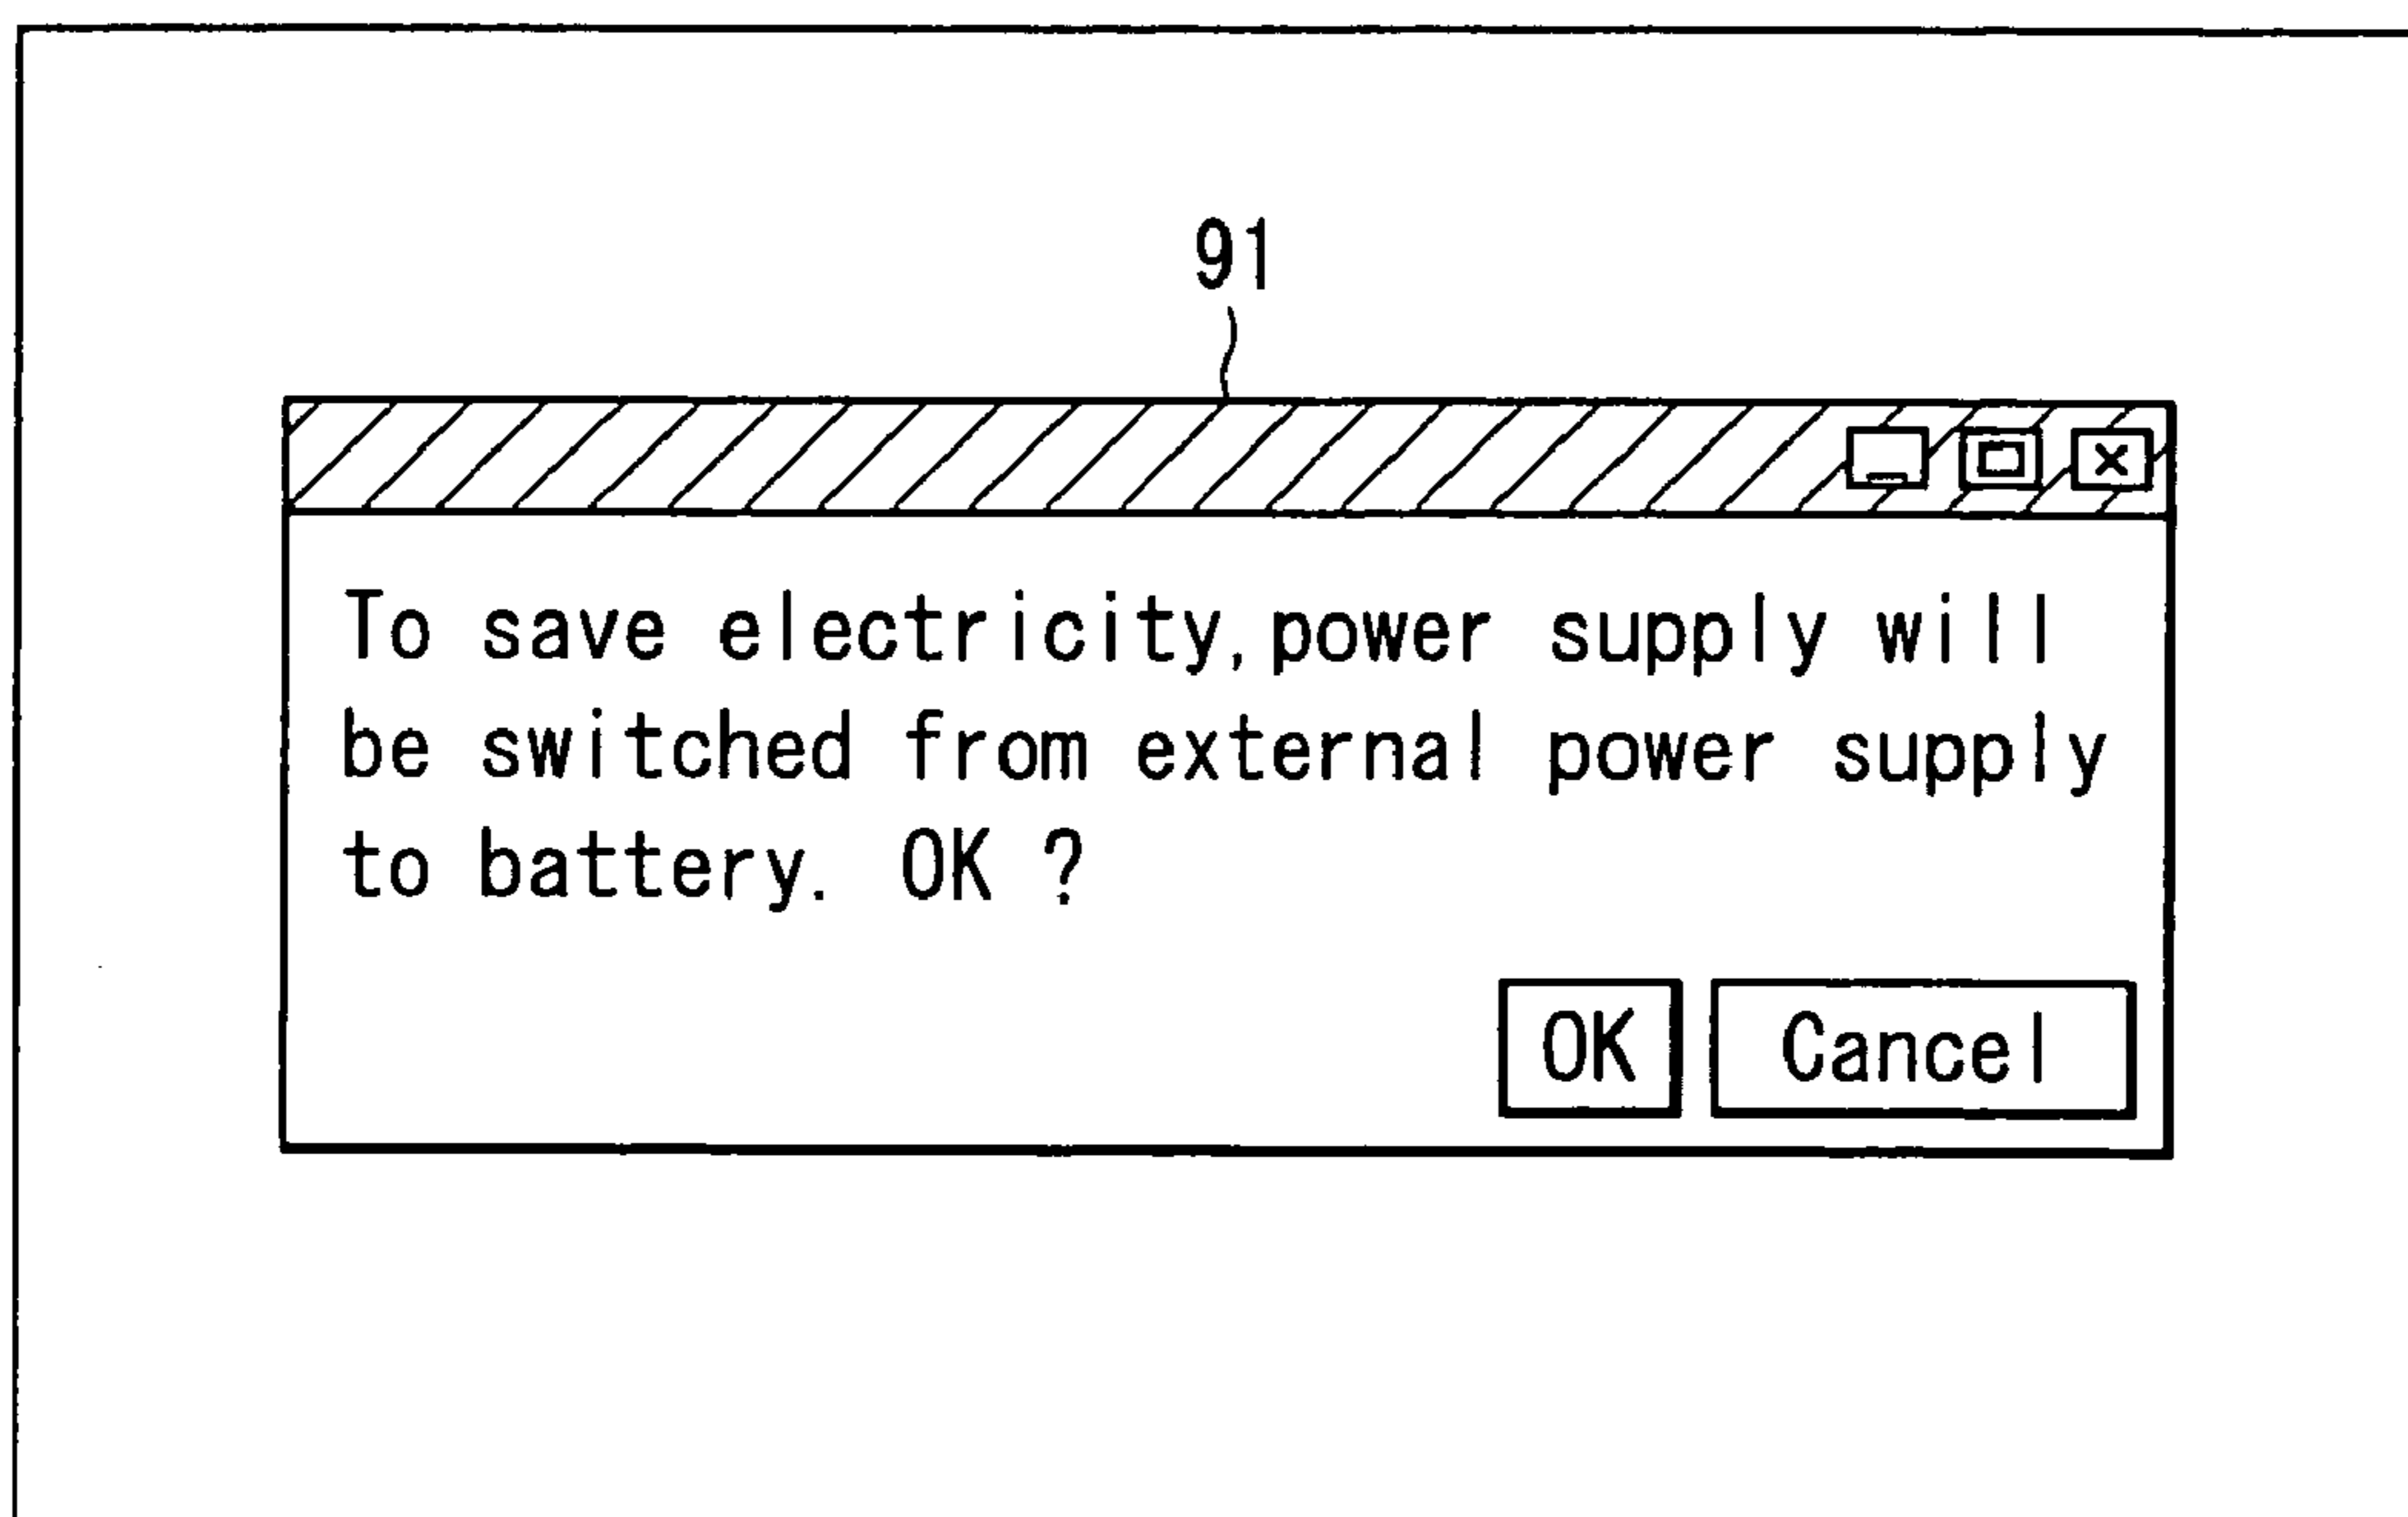 91
To save electricity,power supply will
be switched from external power supply
to battery. OK ?
OK Cancel